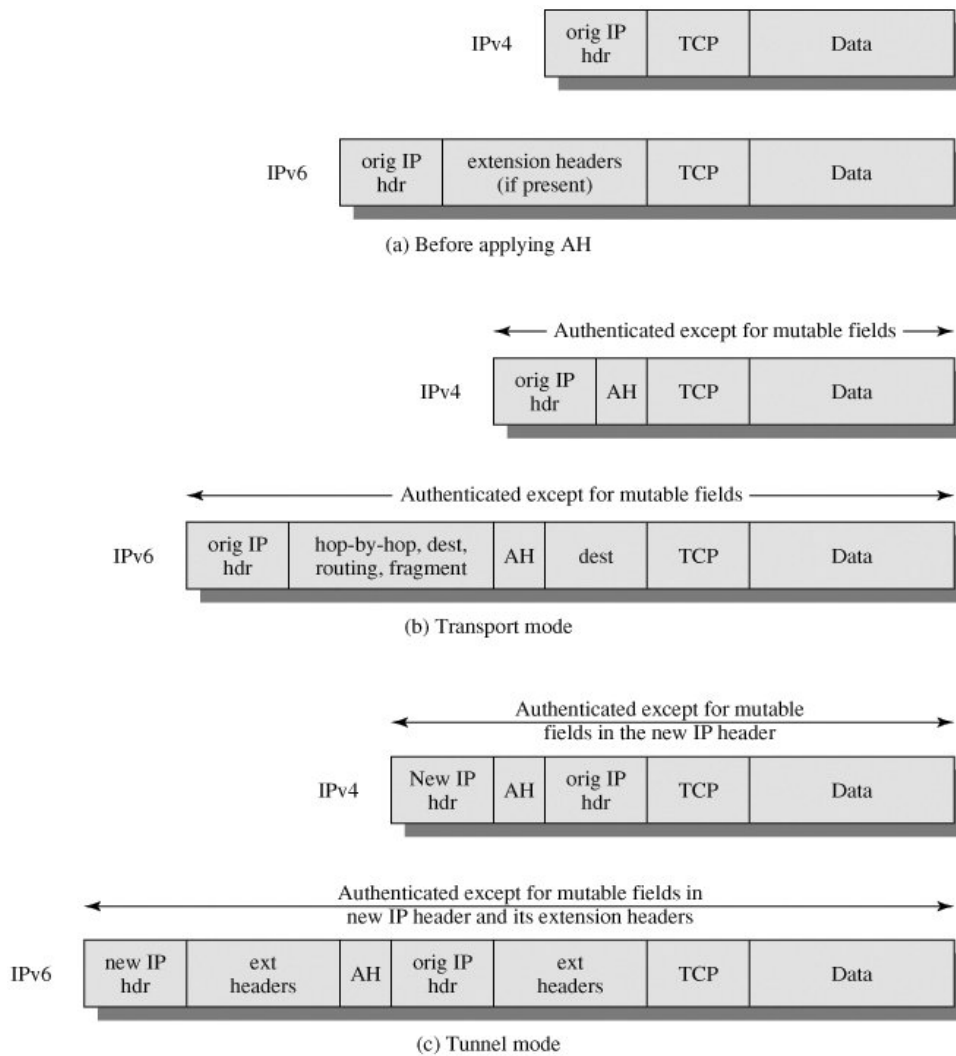 IPv4
orig IP
hdr
TCP
Data
IPv6
orig IP
hdr
extension headers
(if present)
TCP
Data
(a) Before applying AH
Authenticated except for mutable fields
IPv4
orig IP
hdr
AH
TCP
Data
Authenticated except for mutable fields
IPv6
orig IP
hdr
hop-by-hop, dest,
routing, fragment
AH
dest
TCP
Data
(b) Transport mode
Authenticated except for mutable
fields in the new IP header
IPv4
New IP
hdr
AH
orig IP
hdr
TCP
Data
Authenticated except for mutable fields in
new IP header and its extension headers
IPv6
new IP
hdr
ext
headers
AH
orig IP
hdr
ext
headers
TCP
Data
(c) Tunnel mode